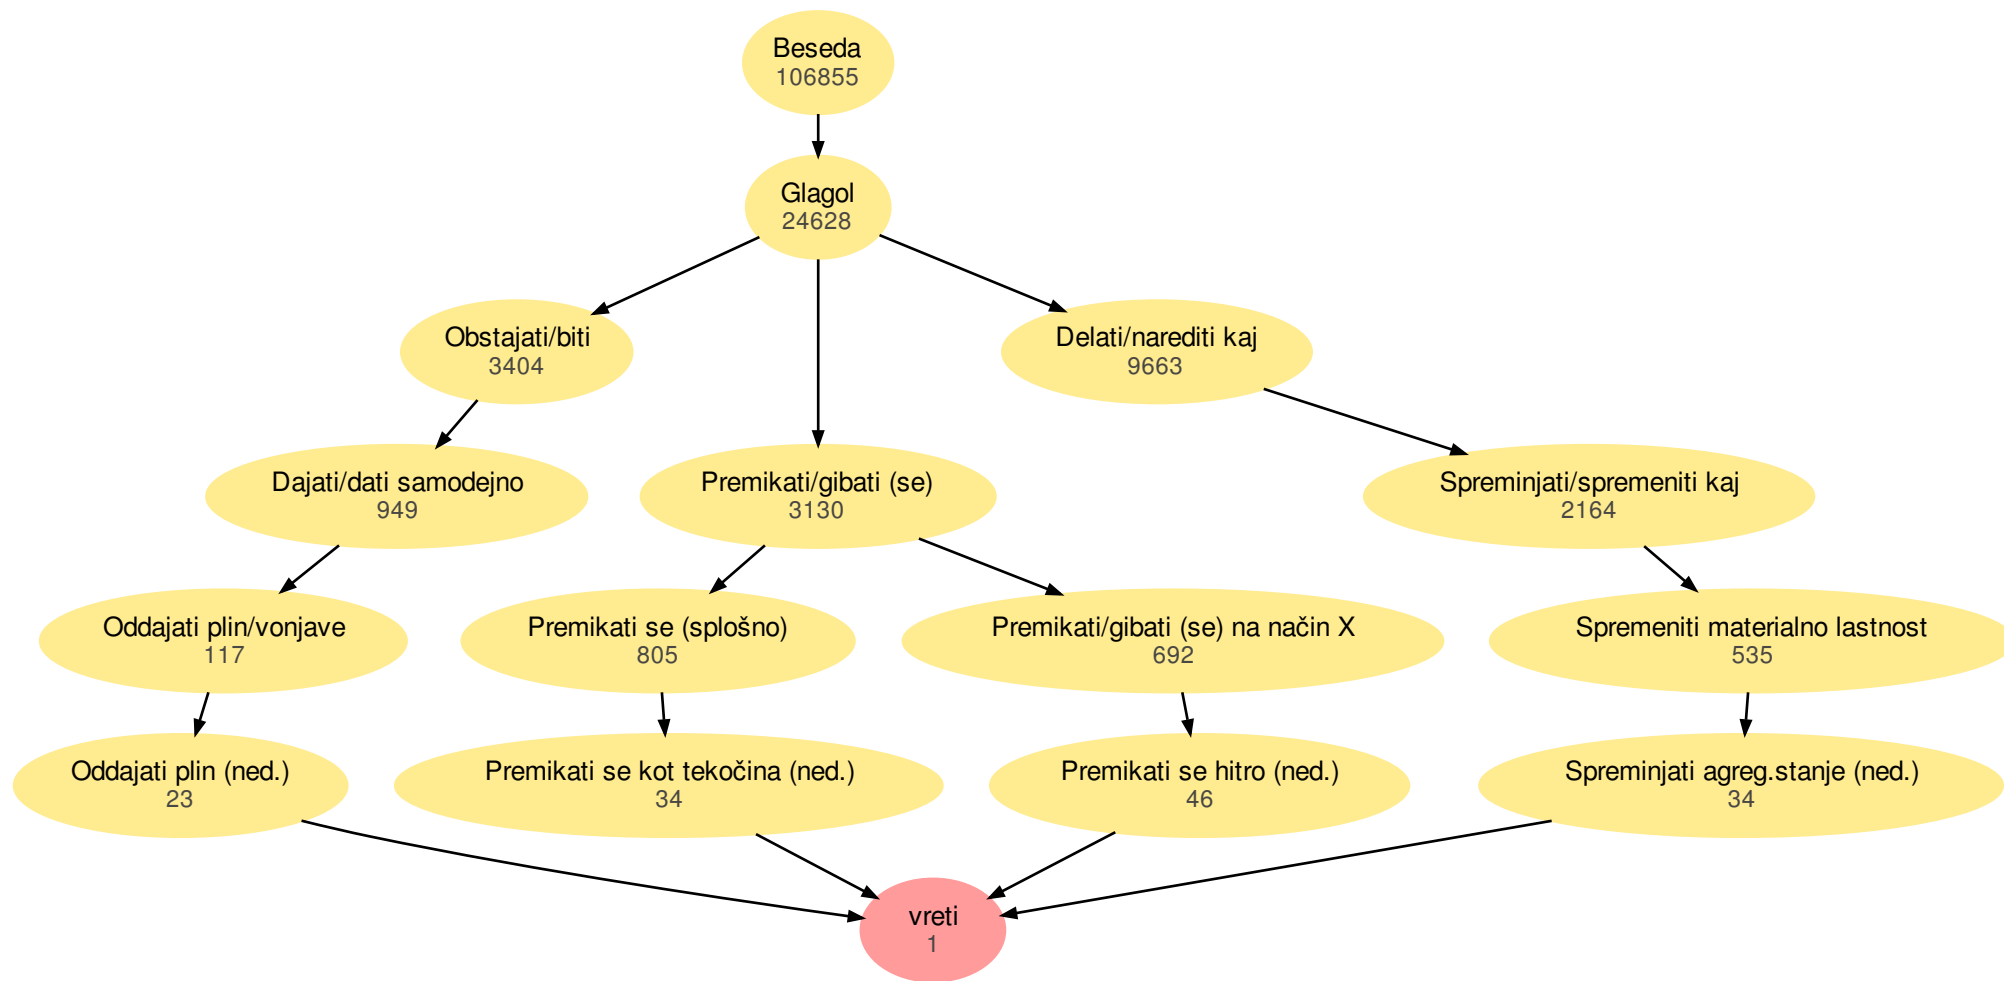 Beseda
106855
Glagol
24628
Obstajati/biti
3404
Delati/narediti kaj
9663
Dajati/dati samodejno
949
Premikati/gibati (se)
3130
Spreminjati/spremeniti kaj
2164
Oddajati plin/vonjave
117
Premikati se (splošno)
805
Premikati/gibati (se) na način X
692
Spremeniti materialno lastnost
535
Oddajati plin (ned.)
23
Premikati se kot tekočina (ned.)
34
Premikati se hitro (ned.)
46
Spreminjati agreg.stanje (ned.)
34
vreti
1